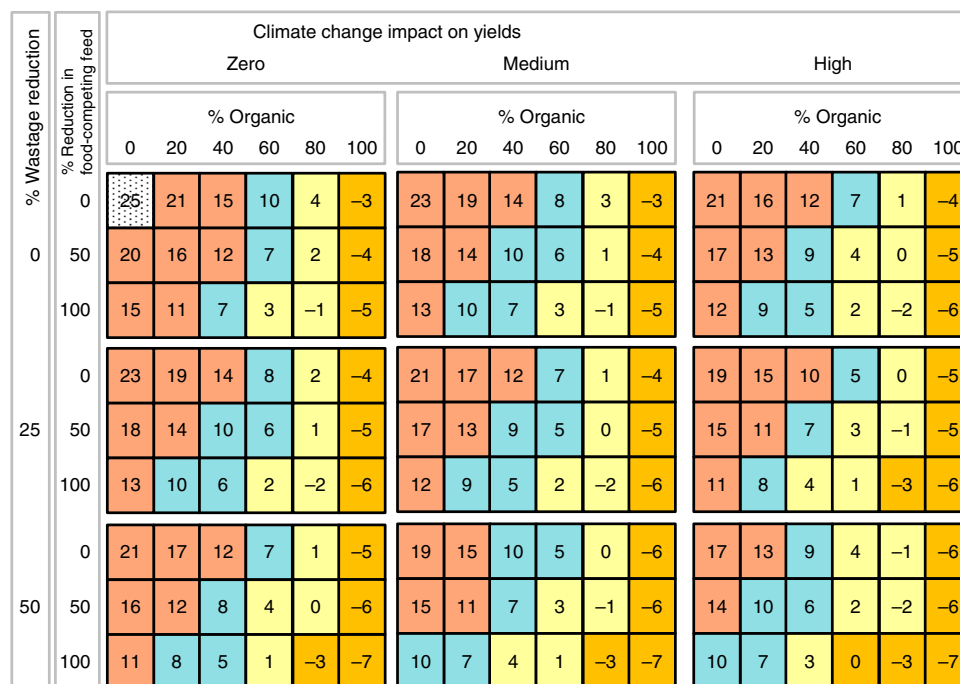 Climate change impact on yields
Zero Medium High
% Wastage reduction
% Reduction in
food-competing feed
% Organic % Organic % Organic
0 20 40 60 80 100 0 20 40 60 80 100 0 20 40 60 80 100
0 25 21 15 10 4 –3 23 19 14 8 3 –3 21 16 12 7 1 –4
0 50 20 16 12 7 2 –4 18 14 10 6 1 –4 17 13 9 4 0 –5
100 15 11 7 3 –1 –5 13 10 7 3 –1 –5 12 9 5 2 –2 –6
0 23 19 14 8 2 –4 21 17 12 7 1 –4 19 15 10 5 0 –5
25 50 18 14 10 6 1 –5 17 13 9 5 0 –5 15 11 7 3 –1 –5
100 13 10 6 2 –2 –6 12 9 5 2 –2 –6 11 8 4 1 –3 –6
0 21 17 12 7 1 –5 19 15 10 5 0 –6 17 13 9 4 –1 –6
50 50 16 12 8 4 0 –6 15 11 7 3 –1 –6 14 10 6 2 –2 –6
100 11 8 5 1 –3 –7 10 7 4 1 –3 –7 10 7 3 0 –3 –7